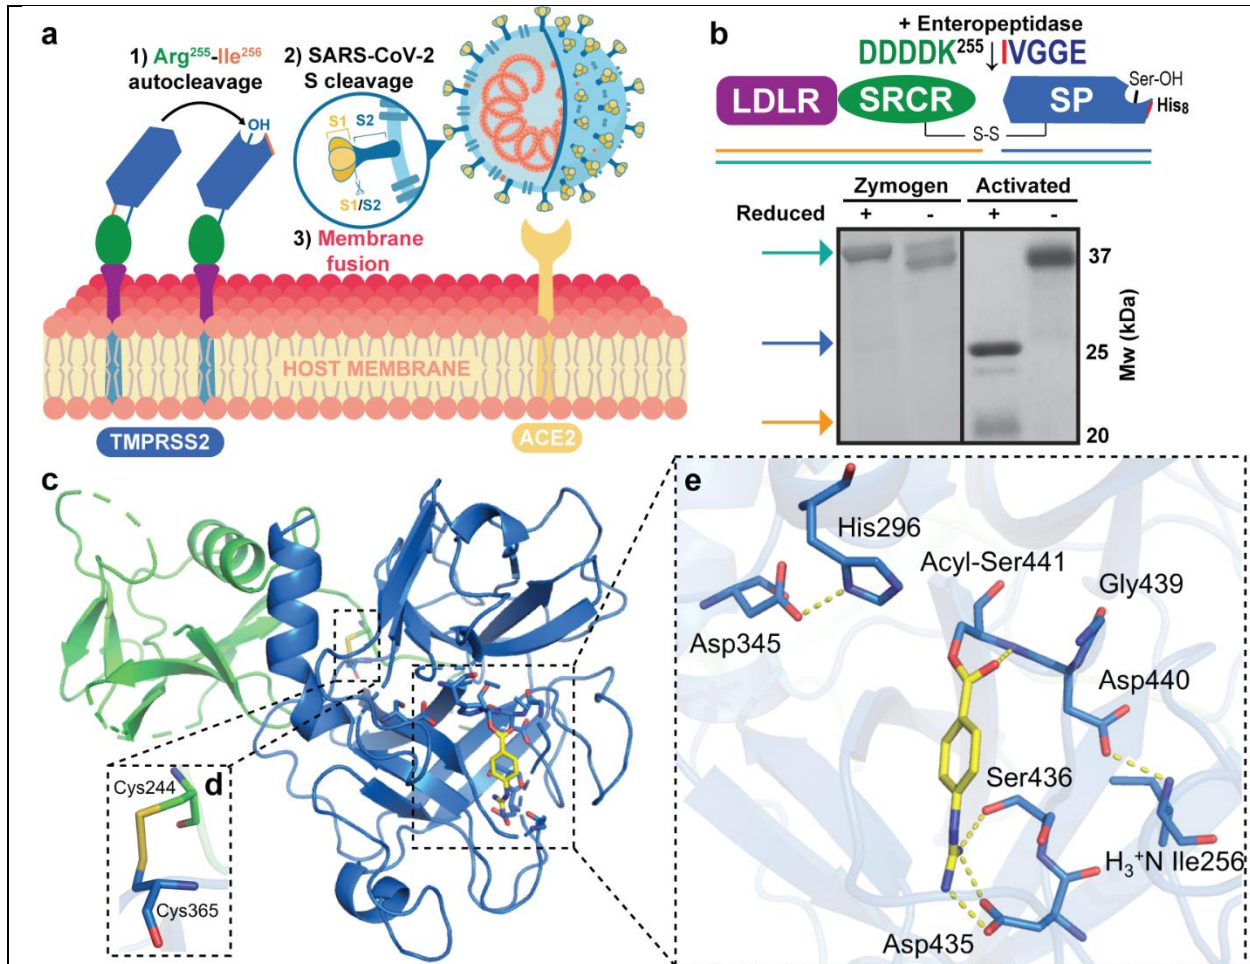 a
1) Arg255-Ile256
autocleavage
2) SARS-CoV-2
S cleavage
OH
S1
S2
S1/S2
3) Membrane
fusion
HOST MEMBRANE
TMPRSS2
ACE2
b
+ Enteropeptidase
DDDDK255 IVGGE
LDLR
SRCR
SP
Ser-OH
His8
S-S
Zymogen
Activated
Reduced
+ - + -
37
25
20
Mw (kDa)
c
d
Cys244
Cys365
e
His296
Acyl-Ser441
Gly439
Asp345
Asp440
Ser436
H3+N Ile256
Asp435